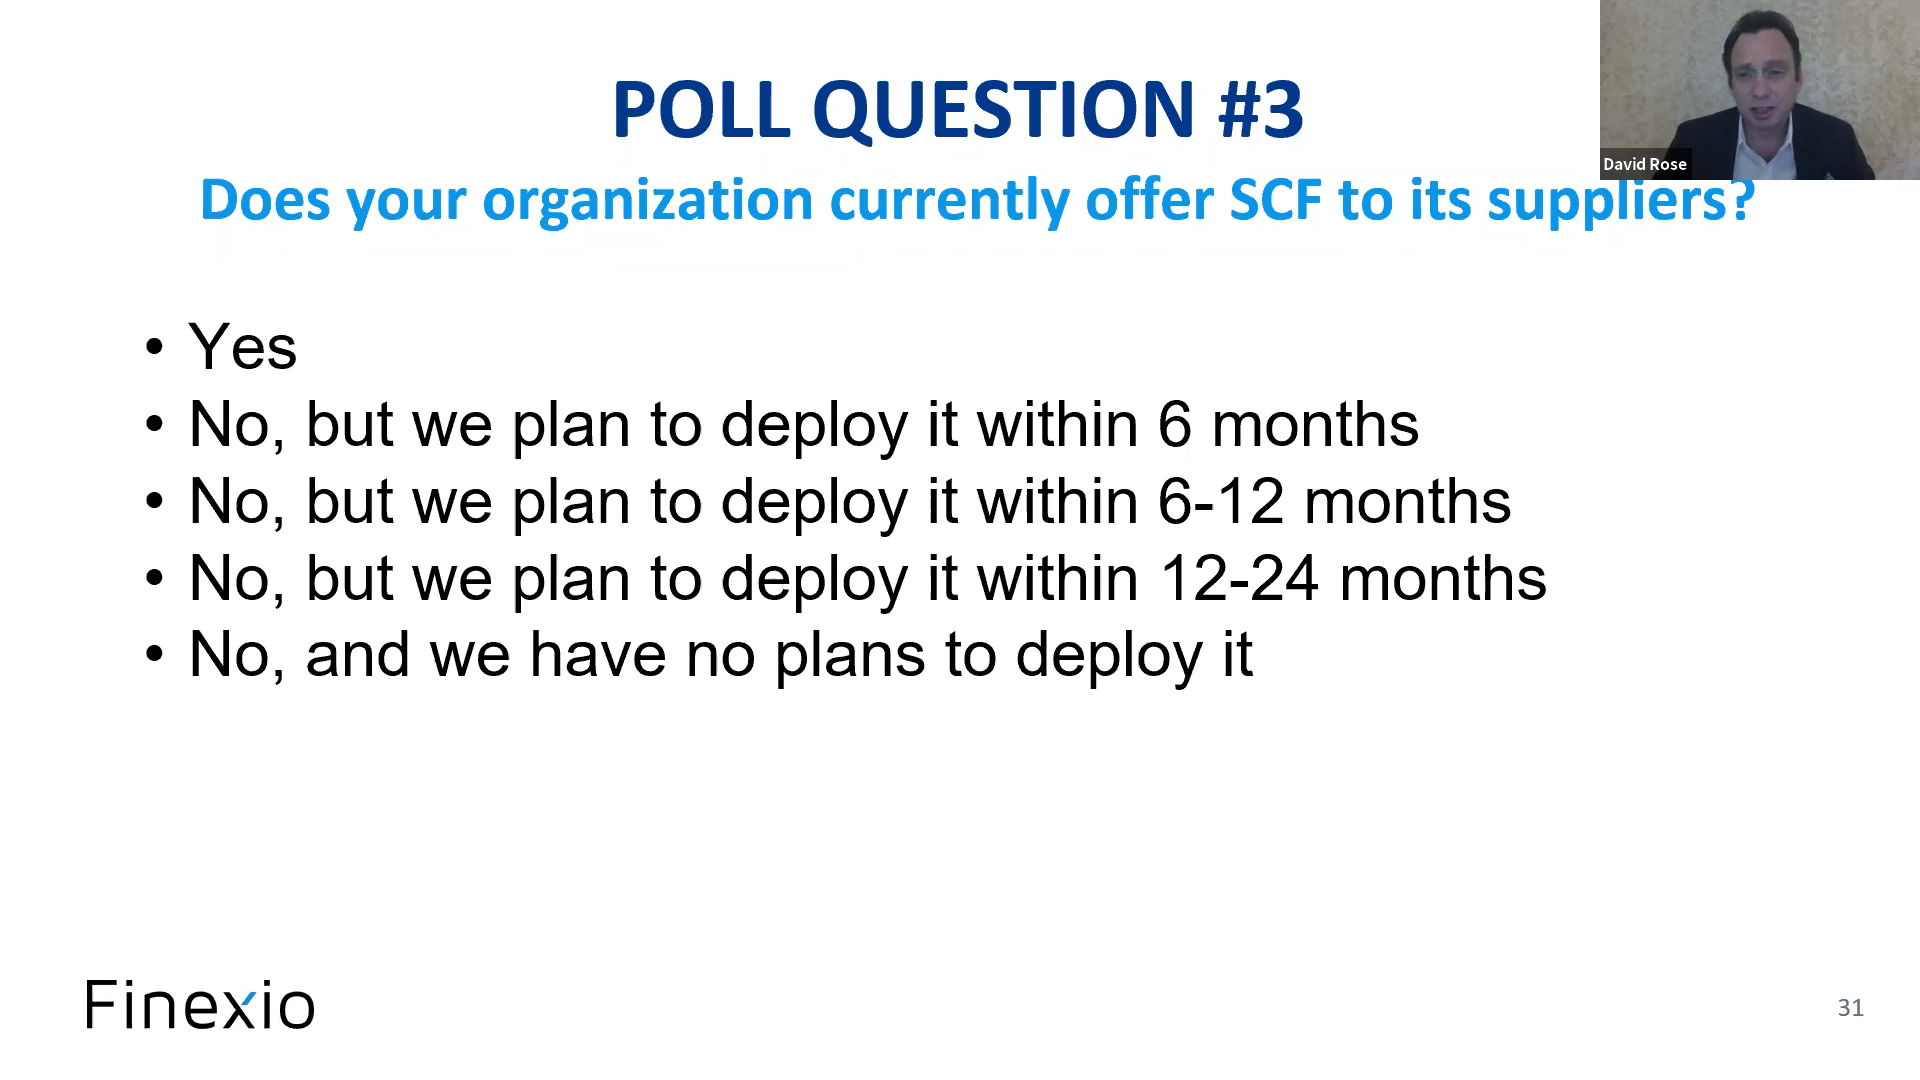 POLL QUESTION #3
David Rose
Does your organization currently offer SCF to its suppliers?
• Yes
• No, but we plan to deploy it within 6 months
• No, but we plan to deploy it within 6-12 months
• No, but we plan to deploy it within 12-24 months
• No, and we have no plans to deploy it
Finexio
31